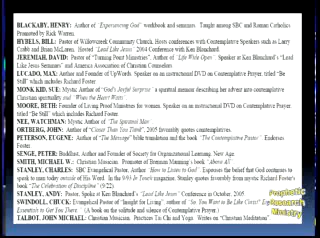 BLACKABY, HENRY: Author of "Experiencing God" workbook and seminars. Taught among SBC and Roman Catholics
Promoted by Rick Warren.
HYBELS, BILL: Pastor of Willowcreek Community Church. Hosts conferences with Contemplative Speakers such as Larry
Crabb and Brian McLaren. Hosted "Lead Like Jesus" 2004 Conference with Ken Blanchard.
JEREMIAH, DAVID: Pastor of "Turning Point Ministries". Author of "Life Wide Open". Speaker at Ken Blanchard's "Lead
Like Jesus Seminars" and America Association of Christian Counselors.
LUCADO, MAX: Author and Founder of UpWords. Speaker on an instructional DVD on Contemplative Prayer, titled "Be
Still" which includes Richard Foster
MONK KID, SUE: Mystic Author of "God's Joyful Surprise" a spiritual memoir describing her advent into contemplative
Christian spirituality and "When the Heart Waits"
MOORE, BETH: Founder of Living Proof Ministries for women. Speaker on an instructional DVD on Contemplative Prayer,
titled "Be Still" which includes Richard Foster.
NEE, WATCHMAN: Mystic Author of "The Spiritual Man"
ORTBERG, JOHN: Author of "Closer Than You Think", 2005 favorably quotes contemplatives.
PETERSON, EUGENE: Author of "The Message" bible translation and the book "The Contemplative Pastor" Endorses
Foster.
SENGE, PETER: Buddhist, Author and Founder of Society for Organizational Learning. New Age.
SMITH, MICHAEL W.: Christian Musician Promoter of Brennan Manning's book "Above All"
STANLEY, CHARLES: SBC Evangelical Pastor, Author "How to Listen to God" Expresses the belief that God continues to
speak to man today outside of His Word. In the 9/95 In Touch magazine, Stanley quotes favorably from mystic Richard Foster's
book "The Celebration of Discipline" (9/22)
STANLEY, ANDY: Pastor, Spoke at Ken Blanchard's "Lead Like Jesus" Conference in October, 2005.
SWINDOLL, CHUCK: Evangelical Pastor of "Insight for Living", author of "So You Want to Be Like Christ? Eight
Essentials to Get You There" (A book on the solitude and silence of Contemplative Prayer.)
TALBOT, JOHN MICHAEL: Christian Musician. Practices Tai Chi and Yoga. Writes on "Christian Meditation"
Prophetic
Research
Ministry